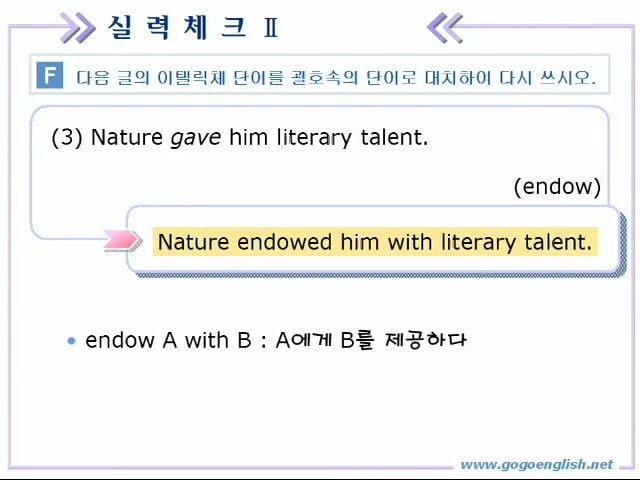 실력체크 Ⅱ
F 다음 글의 이탤릭체 단어를 괄호속의 단어로 대치하여 다시 쓰시오.
(3) Nature gave him literary talent.
(endow)
Nature endowed him with literary talent.
• endow A with B : A에게 B를 제공하다
www.gogoenglish.net